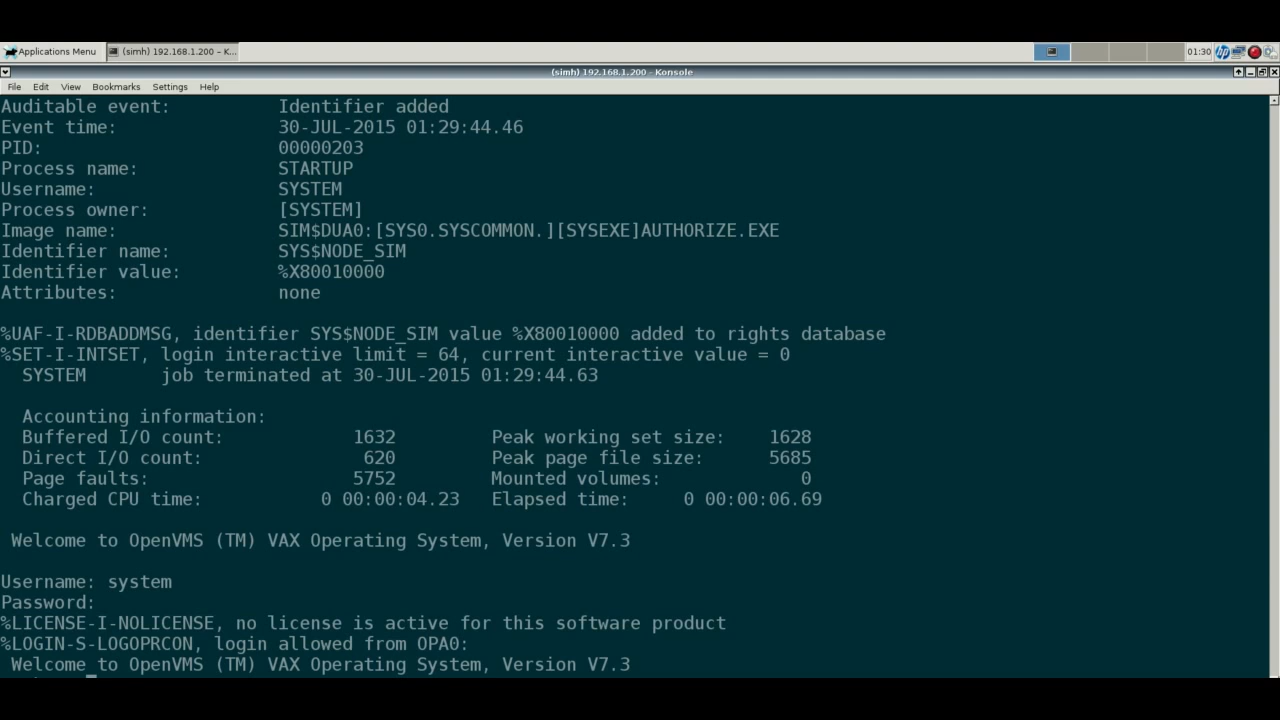 Applications Menu (simh) 192.168.1.200 - K... 01:30
(simh) 192.168.1.200 - Konsole
File Edit View Bookmarks Settings Help
Auditable event: Identifier added
Event time: 30-JUL-2015 01:29:44.46
PID: 00000203
Process name: STARTUP
Username: SYSTEM
Process owner: [SYSTEM]
Image name: SIM$DUA0:[SYS0.SYSCOMMON.][SYSEXE]AUTHORIZE.EXE
Identifier name: SYS$NODE_SIM
Identifier value: %X80010000
Attributes: none
%UAF-I-RDBADDMSG, identifier SYS$NODE_SIM value %X80010000 added to rights database
%SET-I-INTSET, login interactive limit = 64, current interactive value = 0
SYSTEM job terminated at 30-JUL-2015 01:29:44.63
Accounting information:
Buffered I/O count: 1632 Peak working set size: 1628
Direct I/O count: 620 Peak page file size: 5685
Page faults: 5752 Mounted volumes: 0
Charged CPU time: 0 00:00:04.23 Elapsed time: 0 00:00:06.69
Welcome to OpenVMS (TM) VAX Operating System, Version V7.3
Username: system
Password:
%LICENSE-I-NOLICENSE, no license is active for this software product
%LOGIN-S-LOGOPRCON, login allowed from OPA0:
Welcome to OpenVMS (TM) VAX Operating System, Version V7.3